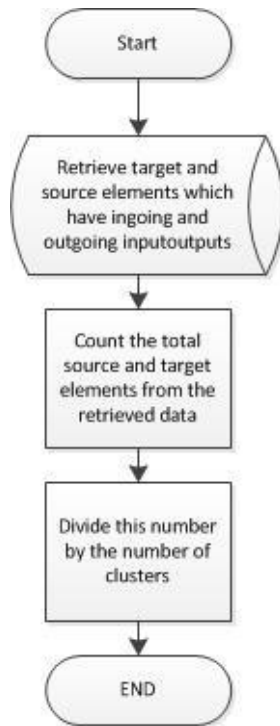 Start
Retrieve target and
source elements which
have ingoing and
outgoing inputoutputs
Count the total
source and target
elements from the
retrieved data
Divide this number
by the number of
clusters
END